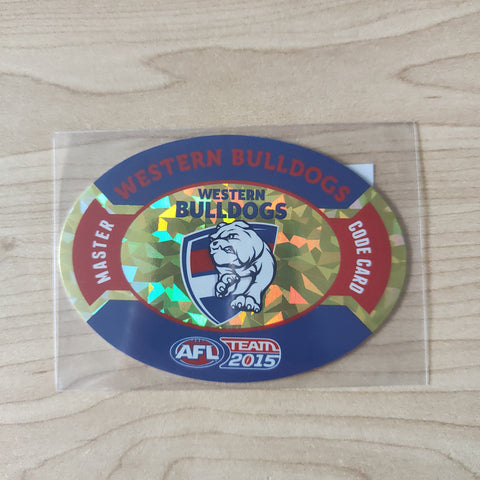 WESTERN BULLDOGS
WESTERN
BULLDOGS
MASTER
CODE CARD
AFL
TEAM
2015